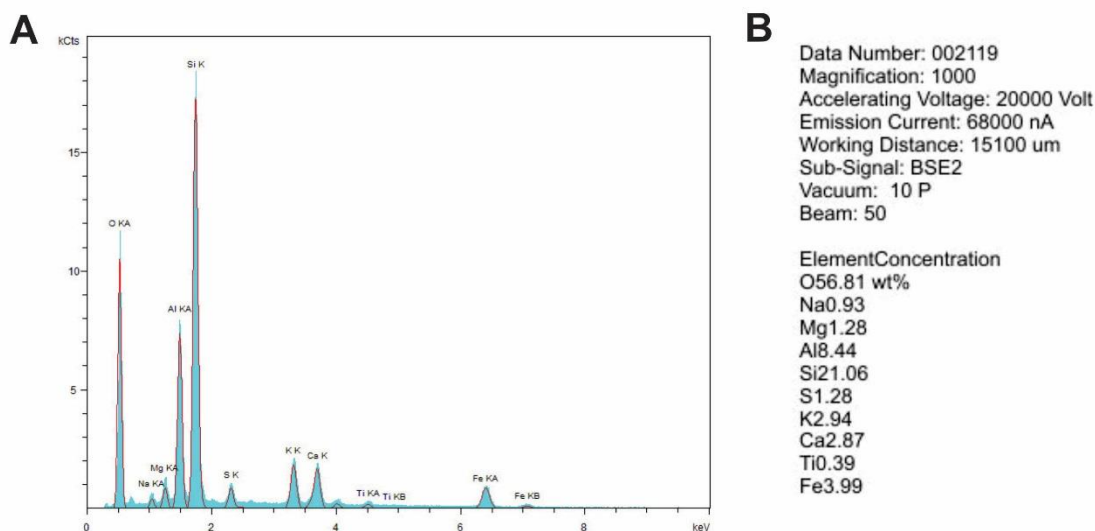 A
kCts
Si K
15
O KA
10
Al KA
5
Mg KA
Na KA
S K
K K
Ca K
Ti KA
Ti KB
Fe KA
Fe KB
0
2
4
6
8
keV
B
Data Number: 002119
Magnification: 1000
Accelerating Voltage: 20000 Volt
Emission Current: 68000 nA
Working Distance: 15100 um
Sub-Signal: BSE2
Vacuum: 10 P
Beam: 50
ElementConcentration
O56.81 wt%
Na0.93
Mg1.28
Al8.44
Si21.06
S1.28
K2.94
Ca2.87
Ti0.39
Fe3.99